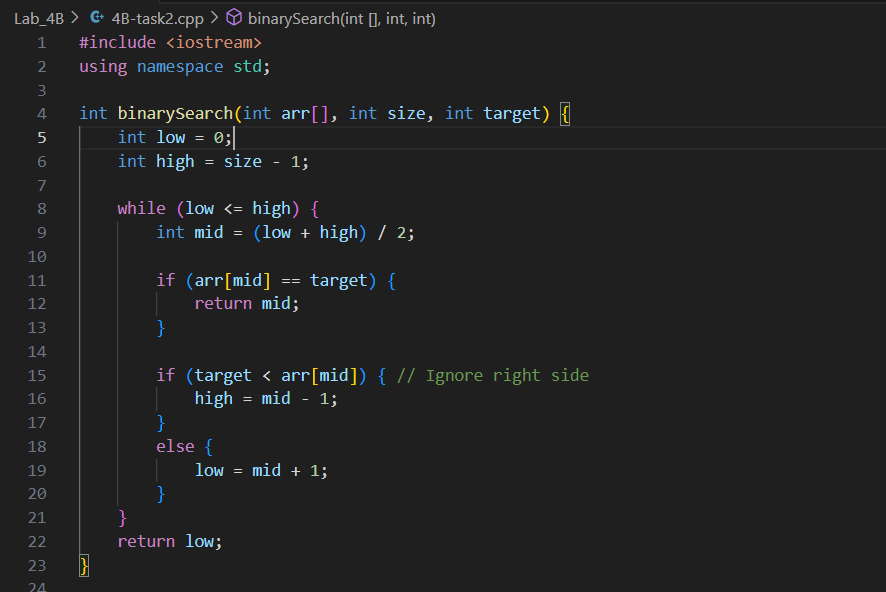 Lab_4B > 4B-task2.cpp > binarySearch(int [], int, int)
1 #include <iostream>
2 using namespace std;
3
4 int binarySearch(int arr[], int size, int target) {
5     int low = 0;
6     int high = size - 1;
7
8     while (low <= high) {
9         int mid = (low + high) / 2;
10
11         if (arr[mid] == target) {
12             return mid;
13         }
14
15         if (target < arr[mid]) { // Ignore right side
16             high = mid - 1;
17         }
18         else {
19             low = mid + 1;
20         }
21     }
22     return low;
23 }
24